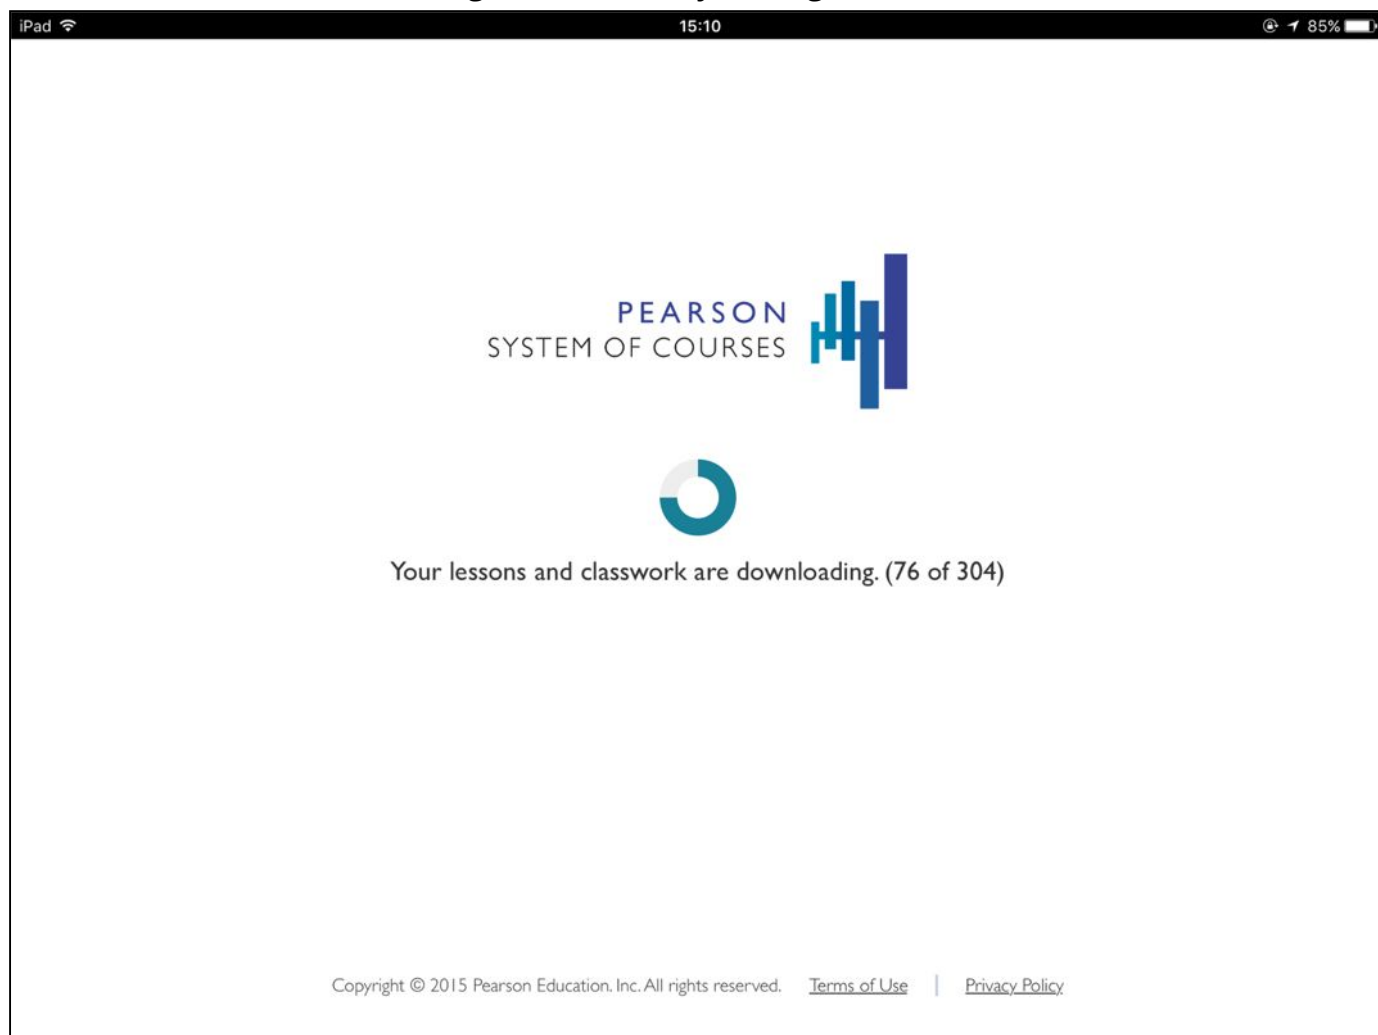 iPad 15:10 85%
PEARSON
SYSTEM OF COURSES
Your lessons and classwork are downloading. (76 of 304)
Copyright © 2015 Pearson Education. Inc. All rights reserved. Terms of Use | Privacy Policy